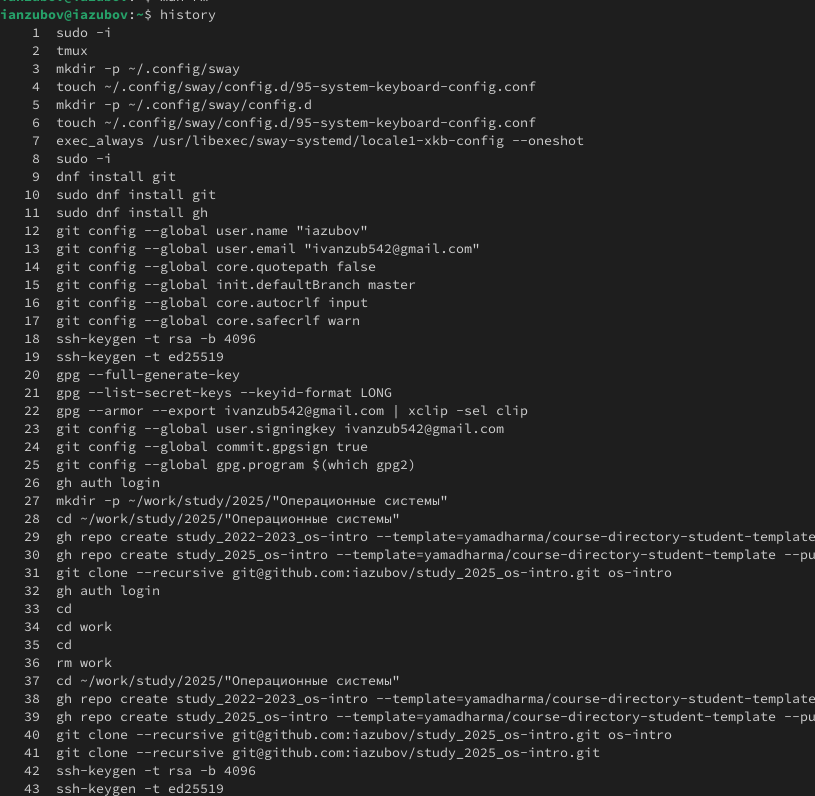 ianzubov@iazubov:~$ history
1 sudo -i
2 tmux
3 mkdir -p ~/.config/sway
4 touch ~/.config/sway/config.d/95-system-keyboard-config.conf
5 mkdir -p ~/.config/sway/config.d
6 touch ~/.config/sway/config.d/95-system-keyboard-config.conf
7 exec_always /usr/libexec/sway-systemd/locale1-xkb-config --oneshot
8 sudo -i
9 dnf install git
10 sudo dnf install git
11 sudo dnf install gh
12 git config --global user.name "iazubov"
13 git config --global user.email "ivanzub542@gmail.com"
14 git config --global core.quotepath false
15 git config --global init.defaultBranch master
16 git config --global core.autocrlf input
17 git config --global core.safecrlf warn
18 ssh-keygen -t rsa -b 4096
19 ssh-keygen -t ed25519
20 gpg --full-generate-key
21 gpg --list-secret-keys --keyid-format LONG
22 gpg --armor --export ivanzub542@gmail.com | xclip -sel clip
23 git config --global user.signingkey ivanzub542@gmail.com
24 git config --global commit.gpgsign true
25 git config --global gpg.program $(which gpg2)
26 gh auth login
27 mkdir -p ~/work/study/2025/"Операционные системы"
28 cd ~/work/study/2025/"Операционные системы"
29 gh repo create study_2022-2023_os-intro --template=yamadharma/course-directory-student-template
30 gh repo create study_2025_os-intro --template=yamadharma/course-directory-student-template --pu
31 git clone --recursive git@github.com:iazubov/study_2025_os-intro.git os-intro
32 gh auth login
33 cd
34 cd work
35 cd
36 rm work
37 cd ~/work/study/2025/"Операционные системы"
38 gh repo create study_2022-2023_os-intro --template=yamadharma/course-directory-student-template
39 gh repo create study_2025_os-intro --template=yamadharma/course-directory-student-template --pu
40 git clone --recursive git@github.com:iazubov/study_2025_os-intro.git os-intro
41 git clone --recursive git@github.com:iazubov/study_2025_os-intro.git
42 ssh-keygen -t rsa -b 4096
43 ssh-keygen -t ed25519